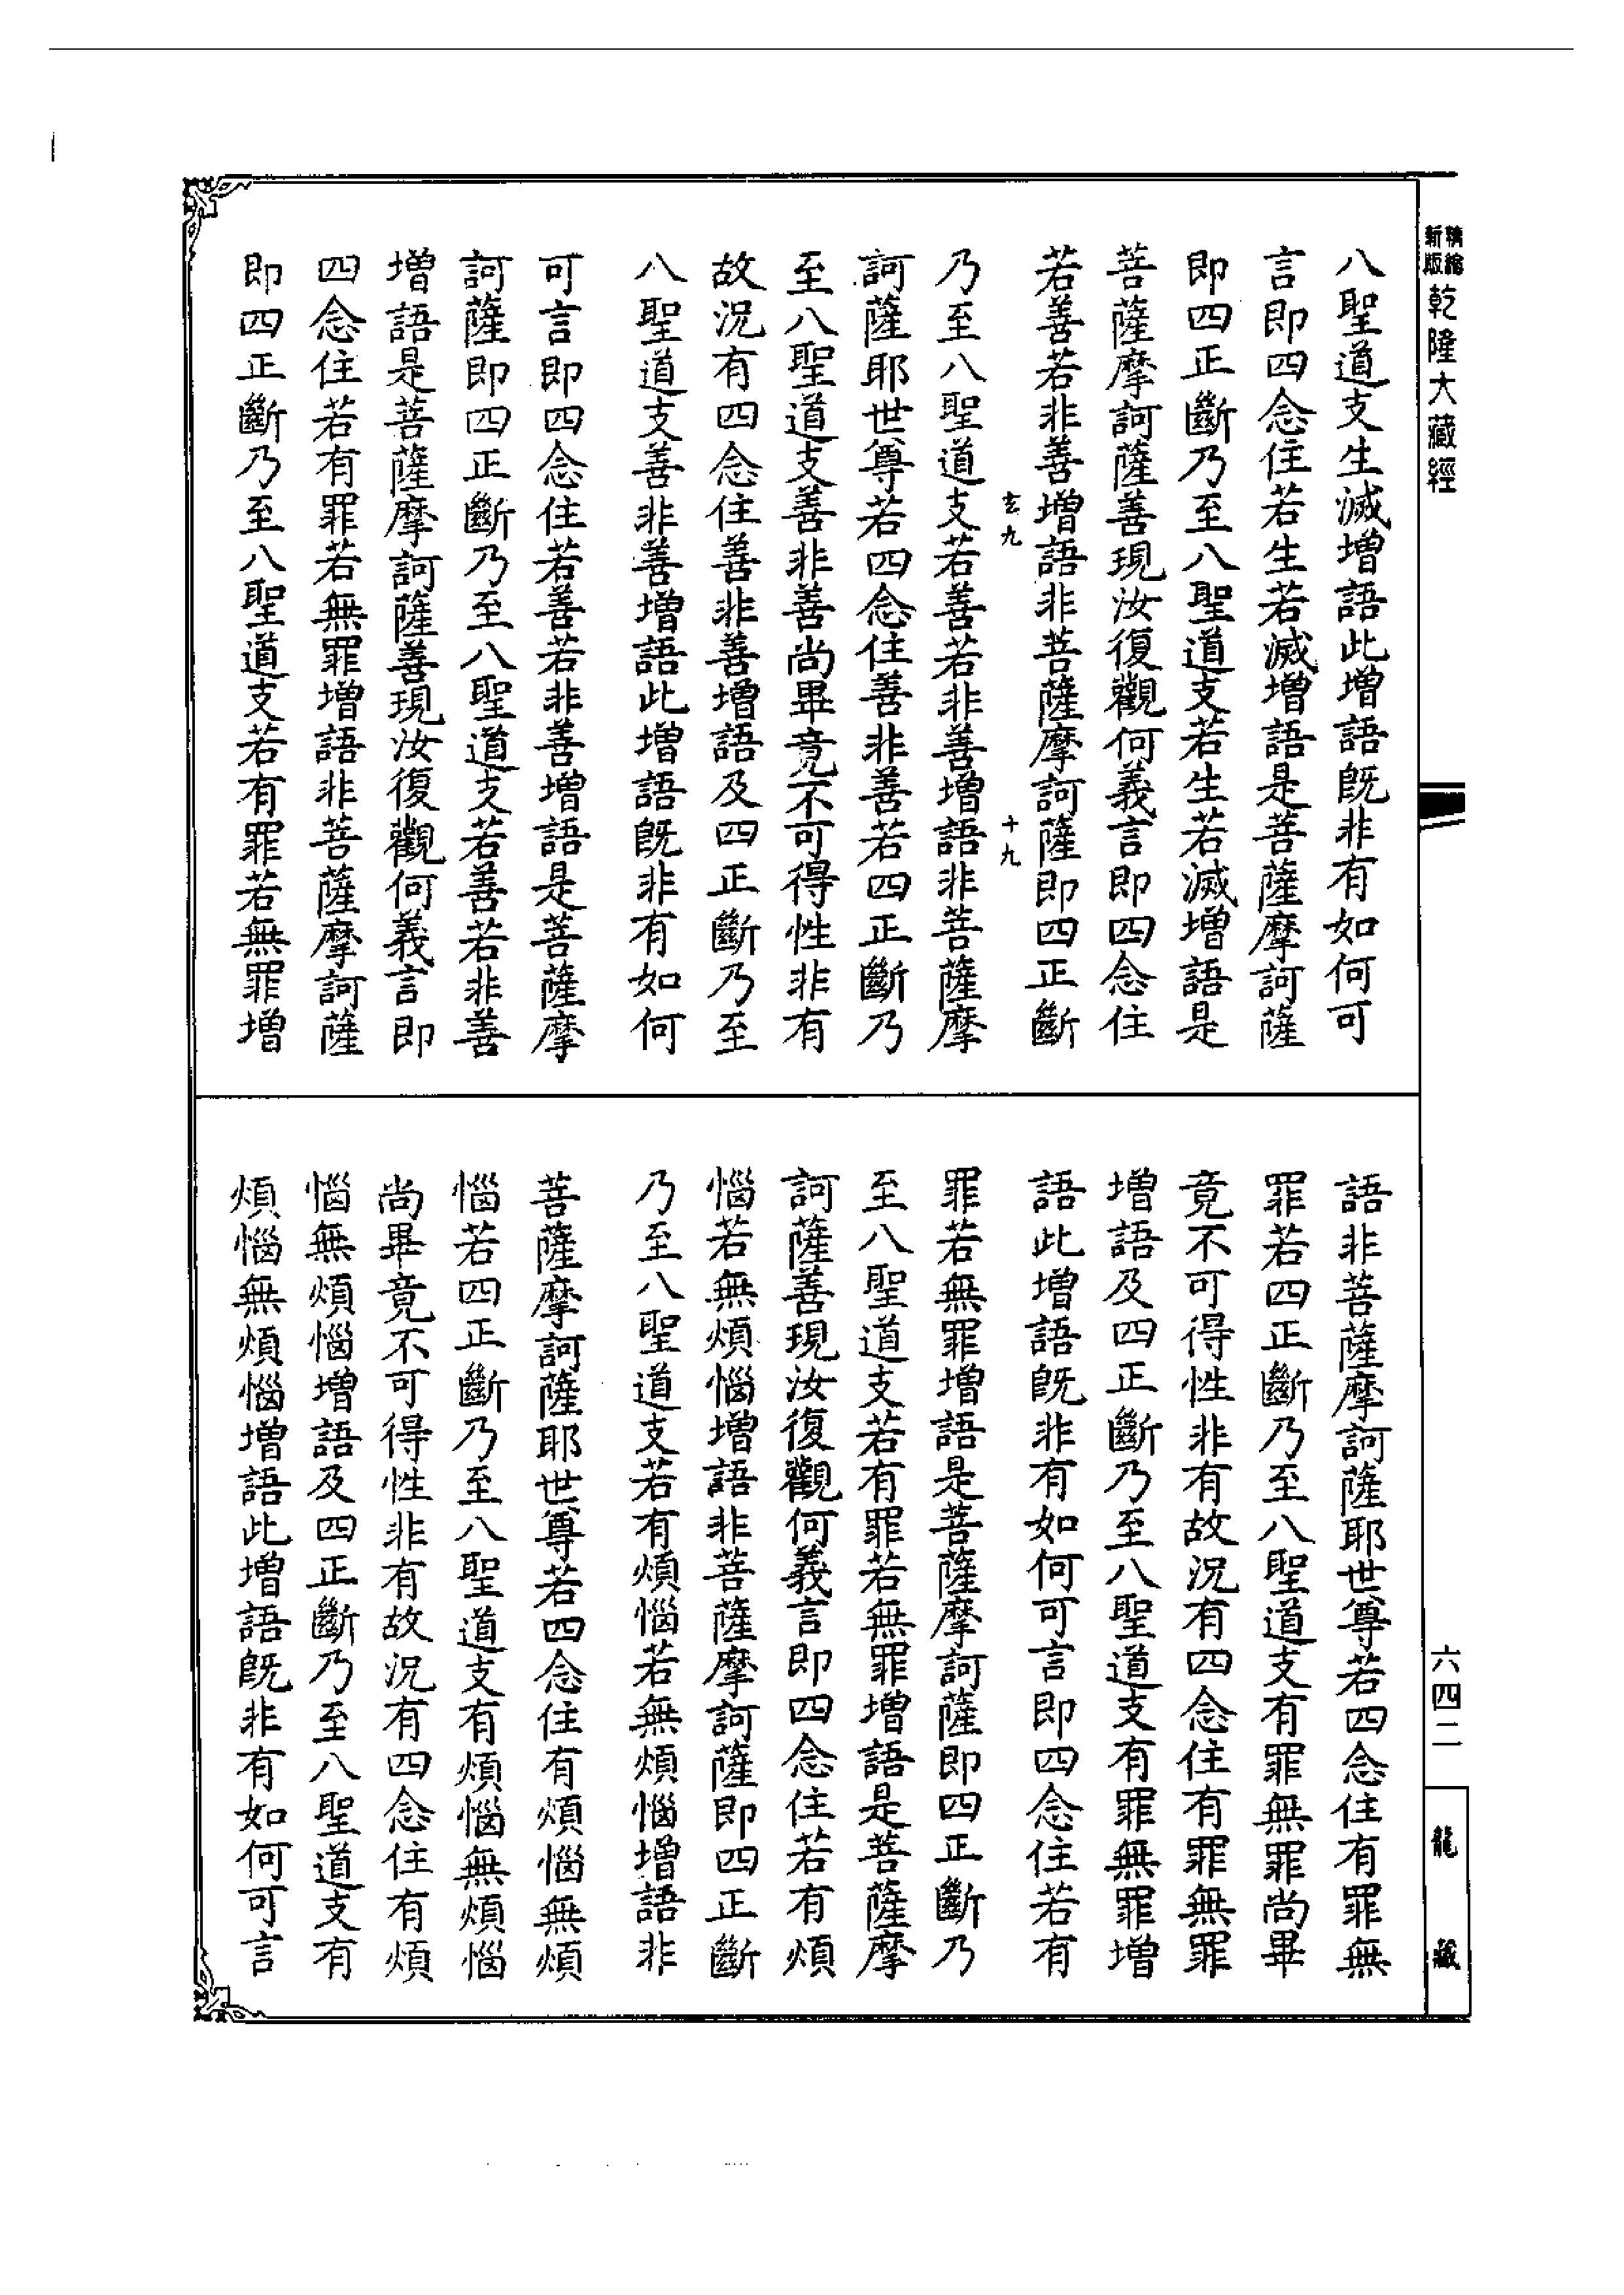 精縮
新版
乾隆大藏經
八聖道支生滅增語此增語旣非有如何可
言即四念住若生若滅增語是菩薩摩訶薩
即四正斷乃至八聖道支若生若滅增語是
菩薩摩訶薩善現汝復觀何義言即四念住
若善若非善增語非菩薩摩訶薩即四正斷
玄九
十九
乃至八聖道支若善若非善增語非菩薩摩
訶薩耶世尊若四念住善非善若四正斷乃
至八聖道支善非善尚畢竟不可得性非有
故況有四念住善非善增語及四正斷乃至
八聖道支善非善增語此增語旣非有如何
可言即四念住若善若非善增語是菩薩摩
訶薩即四正斷乃至八聖道支若善若非善
增語是菩薩摩訶薩善現汝復觀何義言即
四念住若有罪若無罪增語非菩薩摩訶薩
即四正斷乃至八聖道支若有罪若無罪增
語非菩薩摩訶薩耶世尊若四念住有罪無
罪若四正斷乃至八聖道支有罪無罪尚畢
竟不可得性非有故況有四念住有罪無罪
增語及四正斷乃至八聖道支有罪無罪增
語此增語旣非有如何可言即四念住若有
罪若無罪增語是菩薩摩訶薩即四正斷乃
至八聖道支若有罪若無罪增語是菩薩摩
訶薩善現汝復觀何義言即四念住若有煩
惱若無煩惱增語非菩薩摩訶薩即四正斷
乃至八聖道支若有煩惱若無煩惱增語非
菩薩摩訶薩耶世尊若四念住有煩惱無煩
惱若四正斷乃至八聖道支有煩惱無煩惱
尚畢竟不可得性非有故況有四念住有煩
惱無煩惱增語及四正斷乃至八聖道支有
煩惱無煩惱增語此增語旣非有如何可言
六四二
龍藏